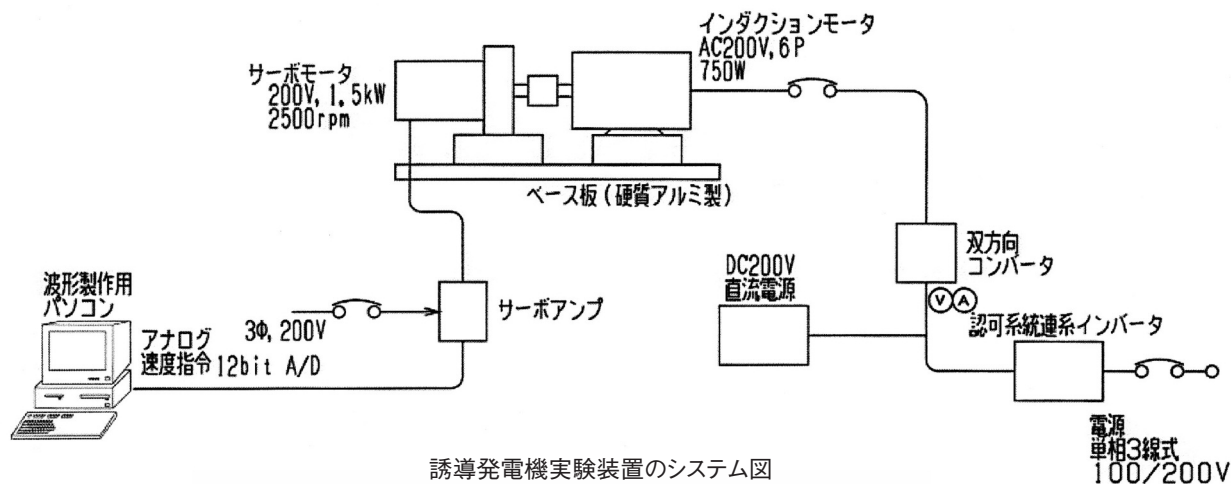 インダクションモータ
AC200V,6P
750W
サーボモータ
200V,1.5kW
2500rpm
ベース板(硬質アルミ製)
双方向
コンバータ
DC200V
直流電源
V A
認可系統連系インバータ
波形製作用
パソコン
アナログ
速度指令12bit A/D
3Φ,200V
サーボアンプ
電源
単相3線式
100/200V
誘導発電機実験装置のシステム図